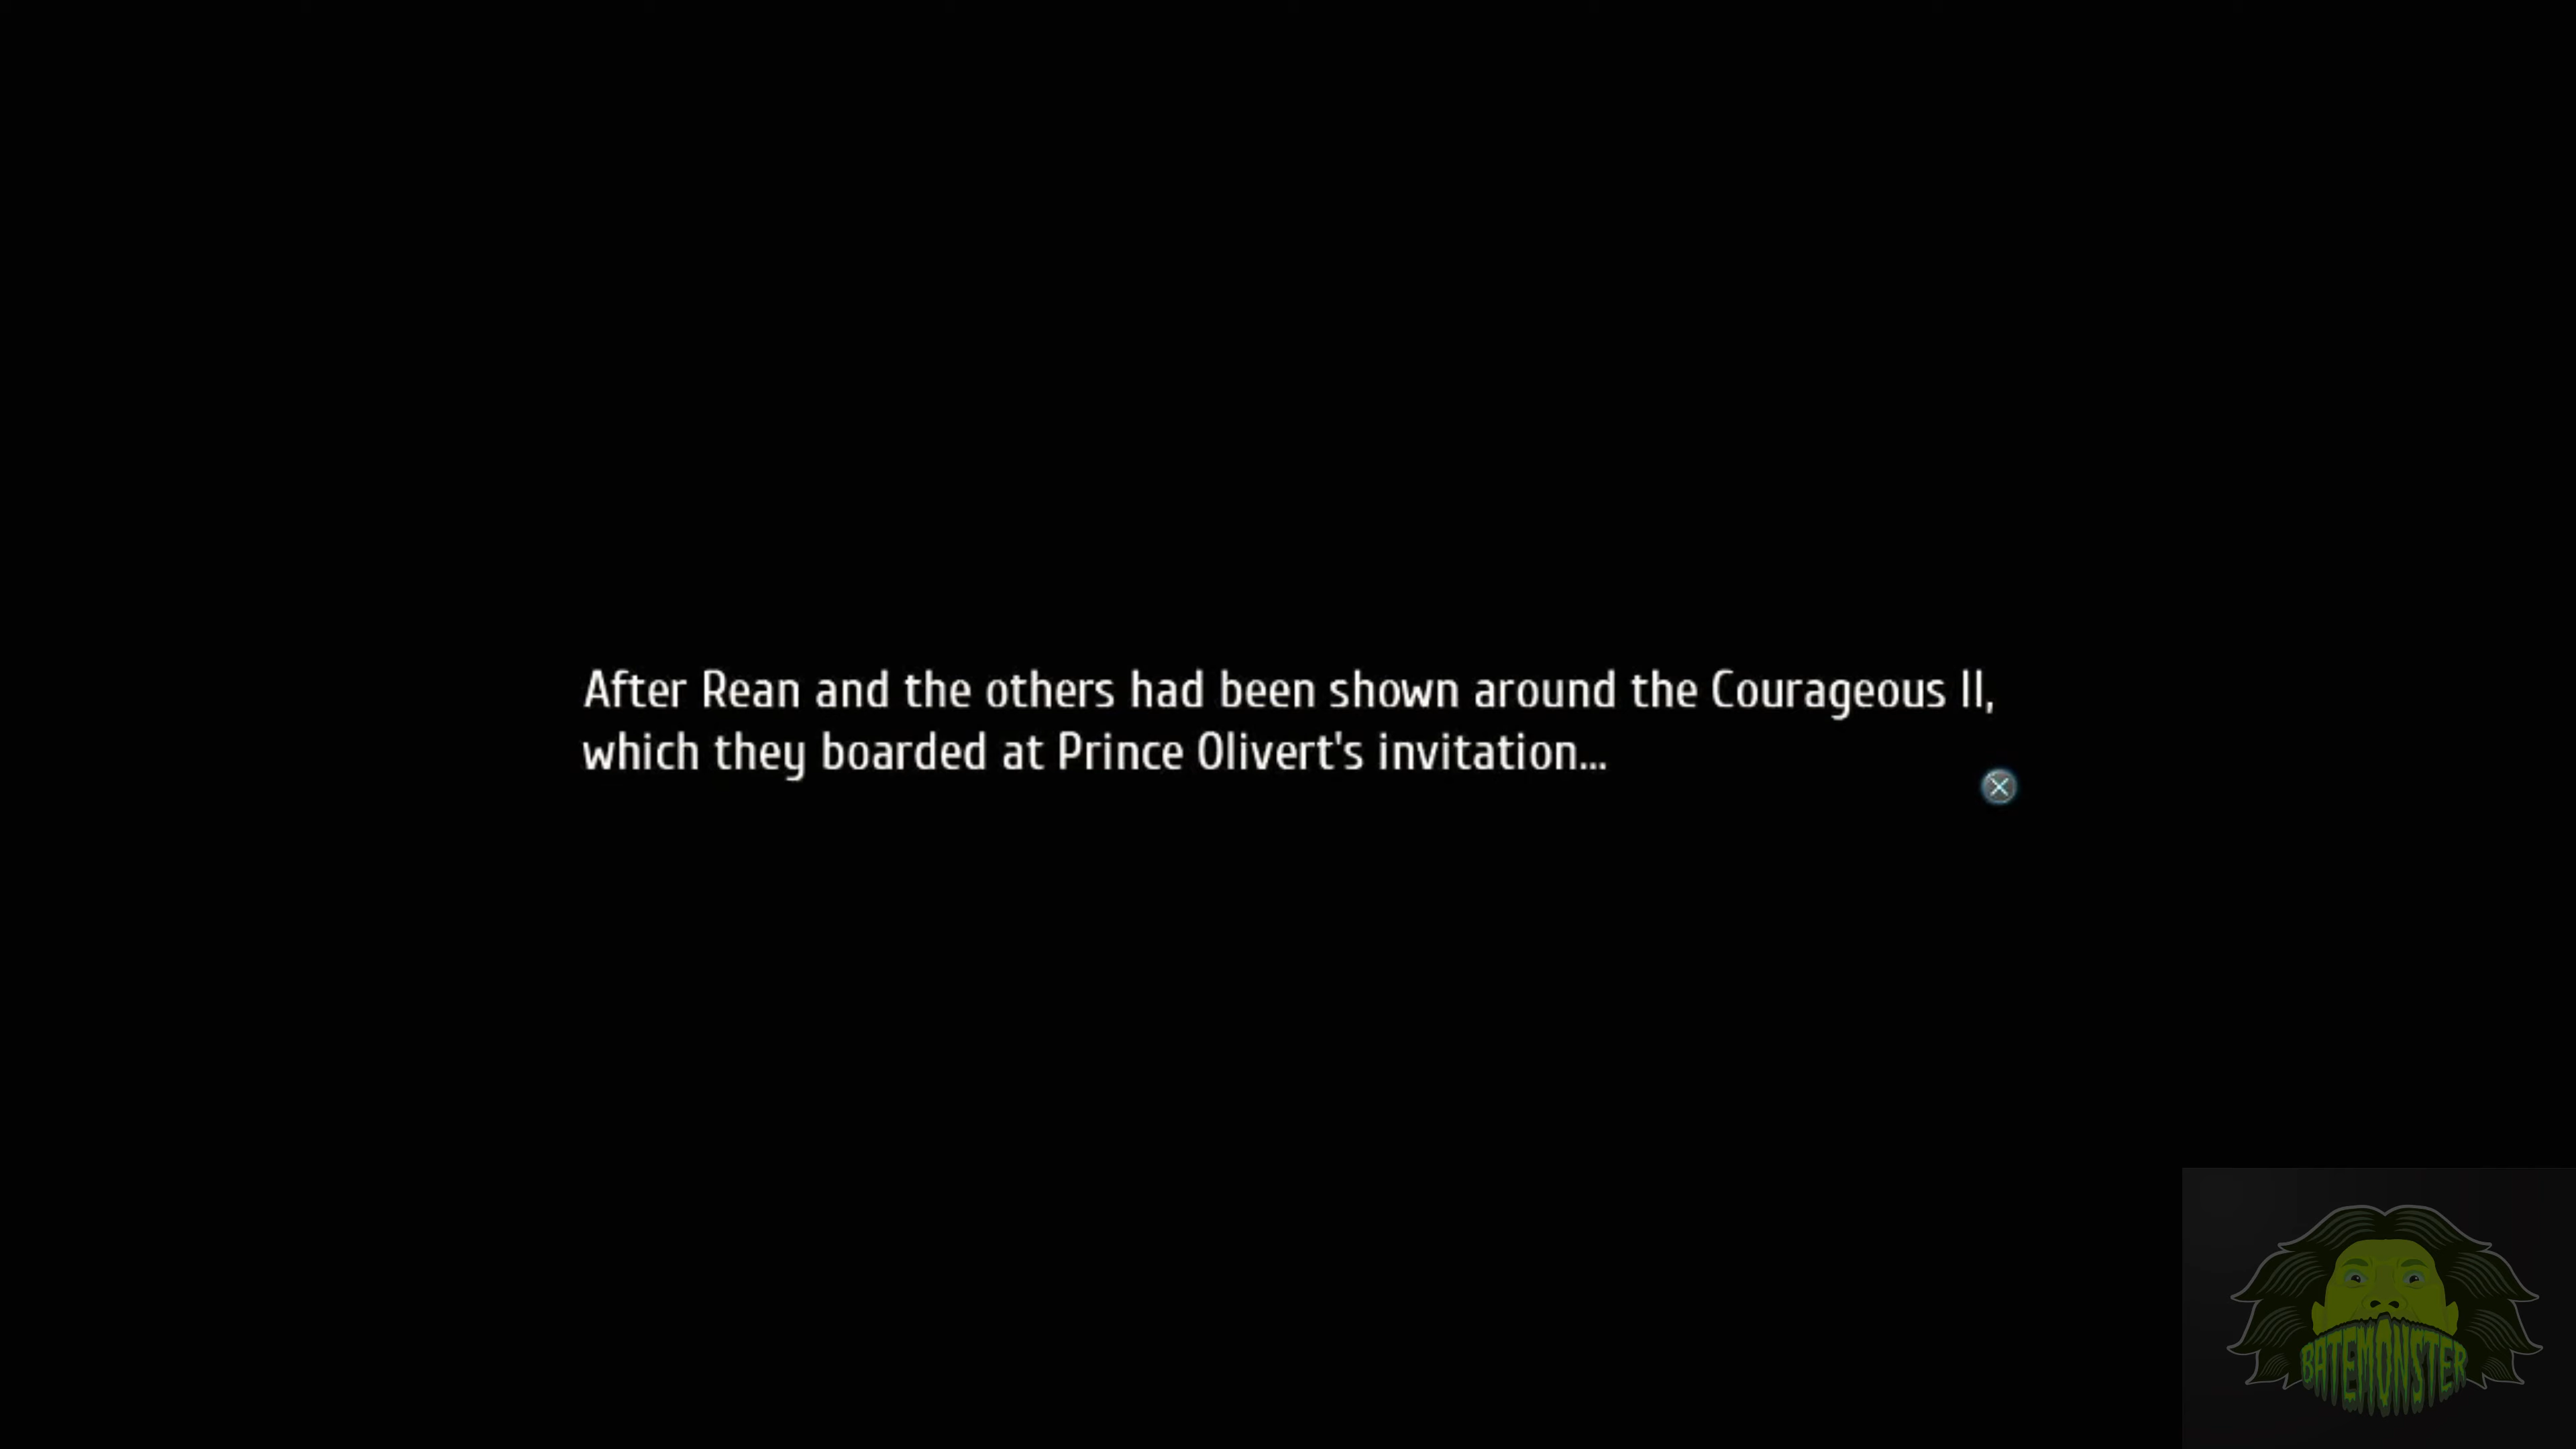 After Rean and the others had been shown around the Courageous II,
which they boarded at Prince Olivert's invitation...
BATEMONSTER